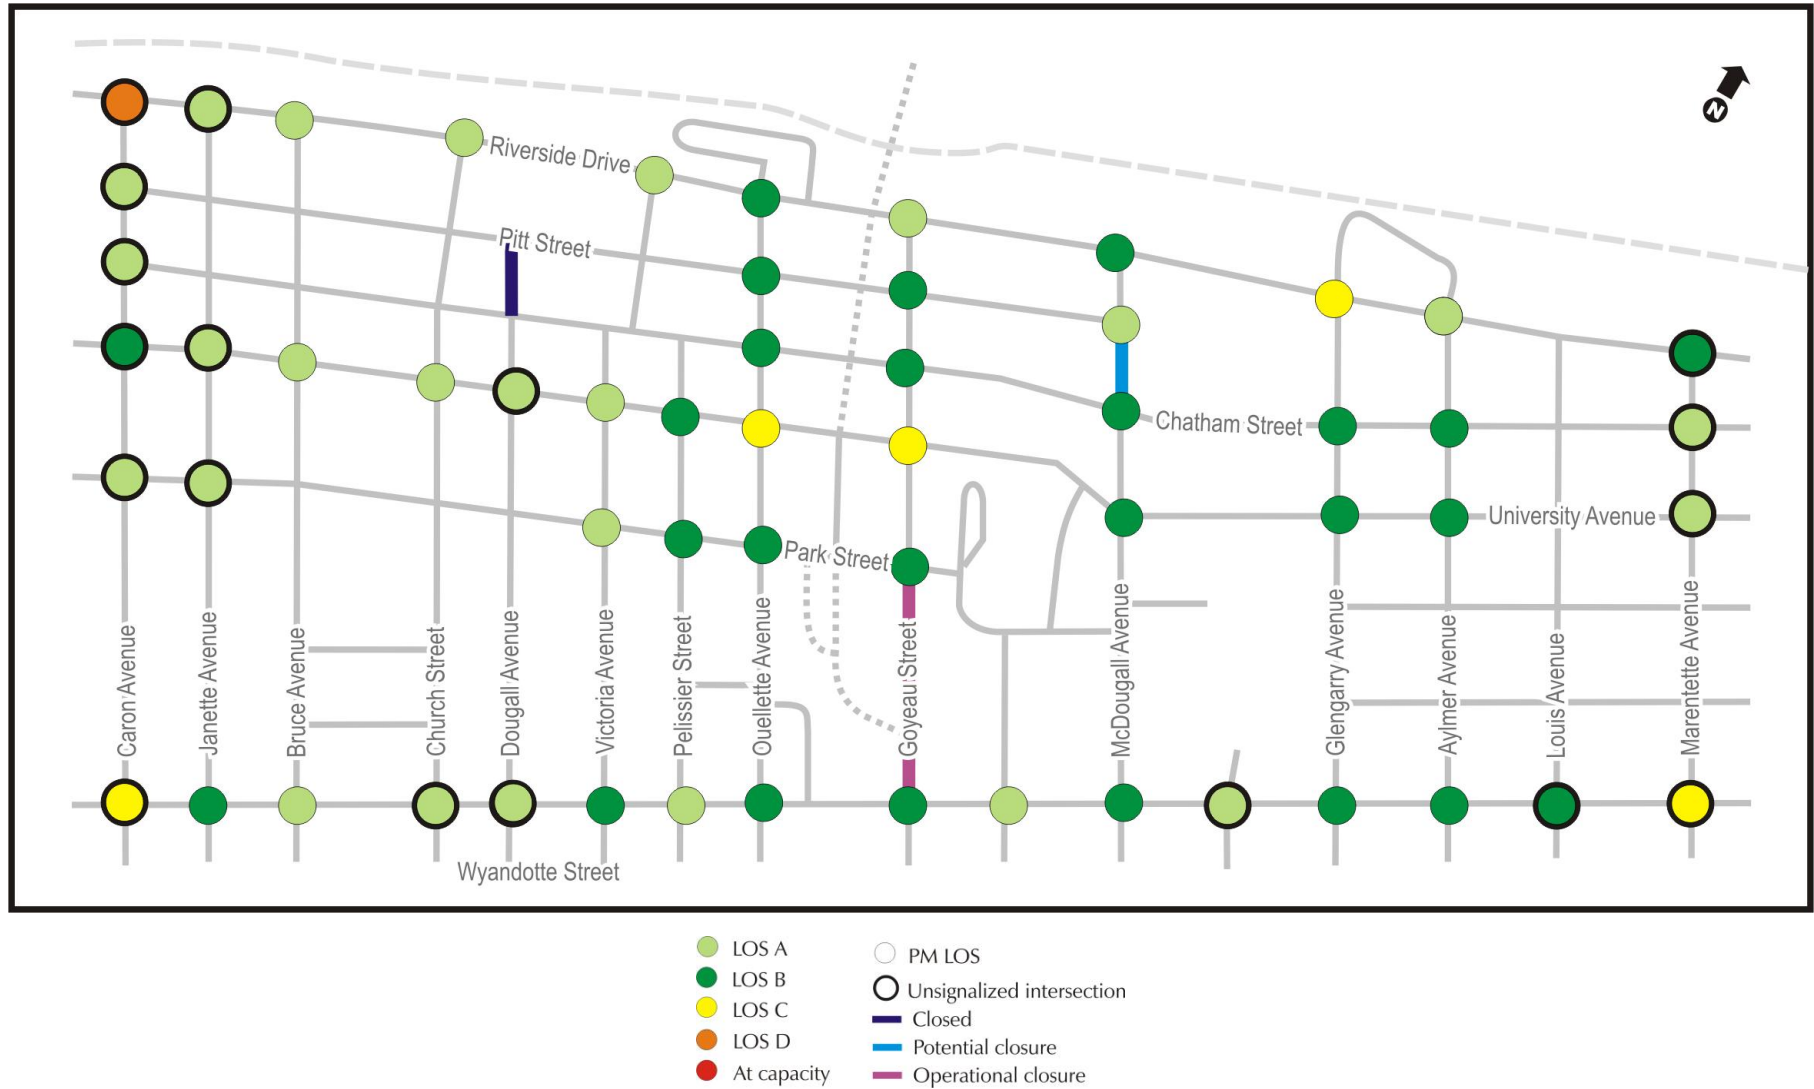 N
Riverside Drive
Pitt Street
Chatham Street
University Avenue
Park Street
Caron Avenue
Janette Avenue
Bruce Avenue
Church Street
Dougall Avenue
Victoria Avenue
Pelissier Street
Ouellette Avenue
Goyeau Street
McDougall Avenue
Glengarry Avenue
Aylmer Avenue
Louis Avenue
Marentette Avenue
Wyandotte Street
LOS A
LOS B
LOS C
LOS D
At capacity
PM LOS
Unsignalized intersection
Closed
Potential closure
Operational closure